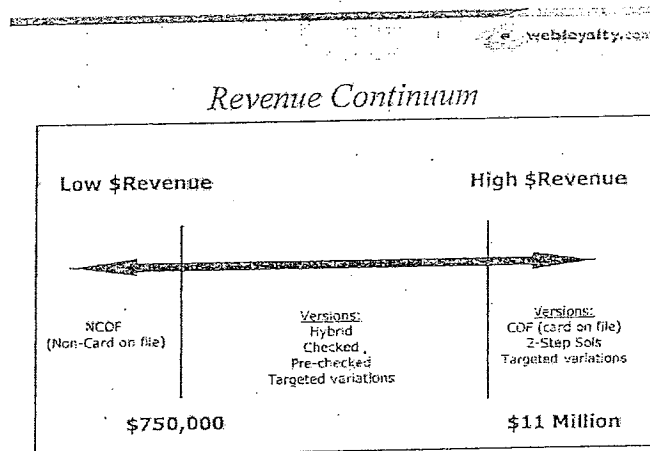 webloyalty.com
Revenue Continuum
Low $Revenue
High $Revenue
NCOF
(Non-Card on file)
Versions:
Hybrid
Checked
Pre-checked
Targeted variations
Versions:
COF (card on file)
2-Step Sols
Targeted variations
$750,000
$11 Million